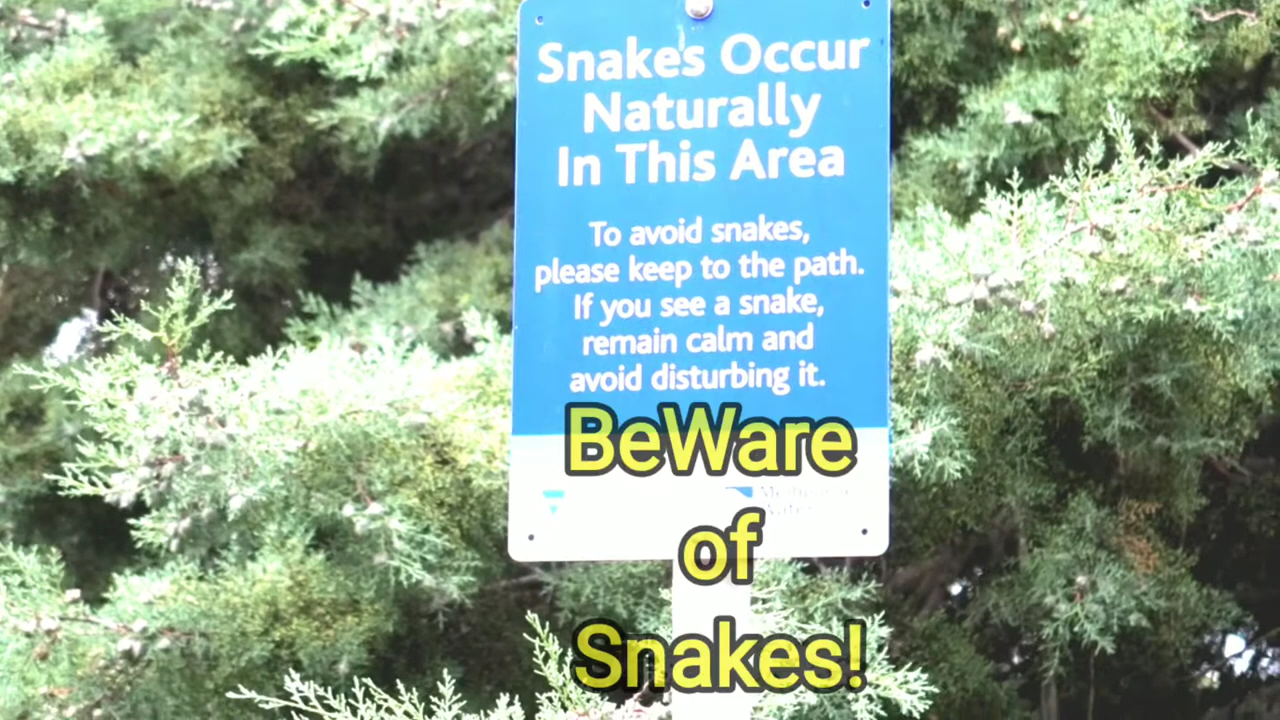 Snakes Occur
Naturally
In This Area
To avoid snakes,
please keep to the path.
If you see a snake,
remain calm and
avoid disturbing it.
BeWare
of
Snakes!